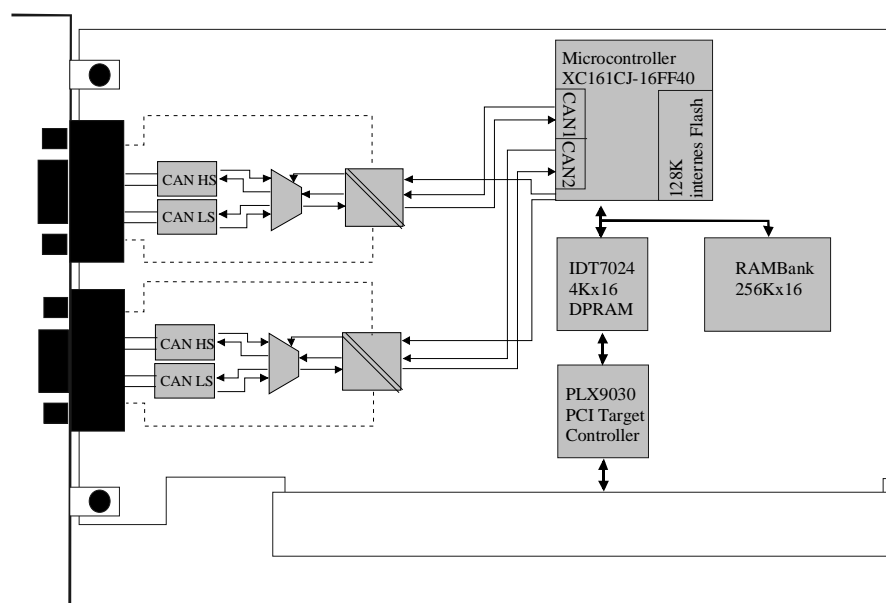 Microcontroller
XC161CJ-16FF40
CAN1
CAN2
128K
internes Flash
CAN HS
CAN LS
IDT7024
4Kx16
DPRAM
RAMBank
256Kx16
CAN HS
CAN LS
PLX9030
PCI Target
Controller